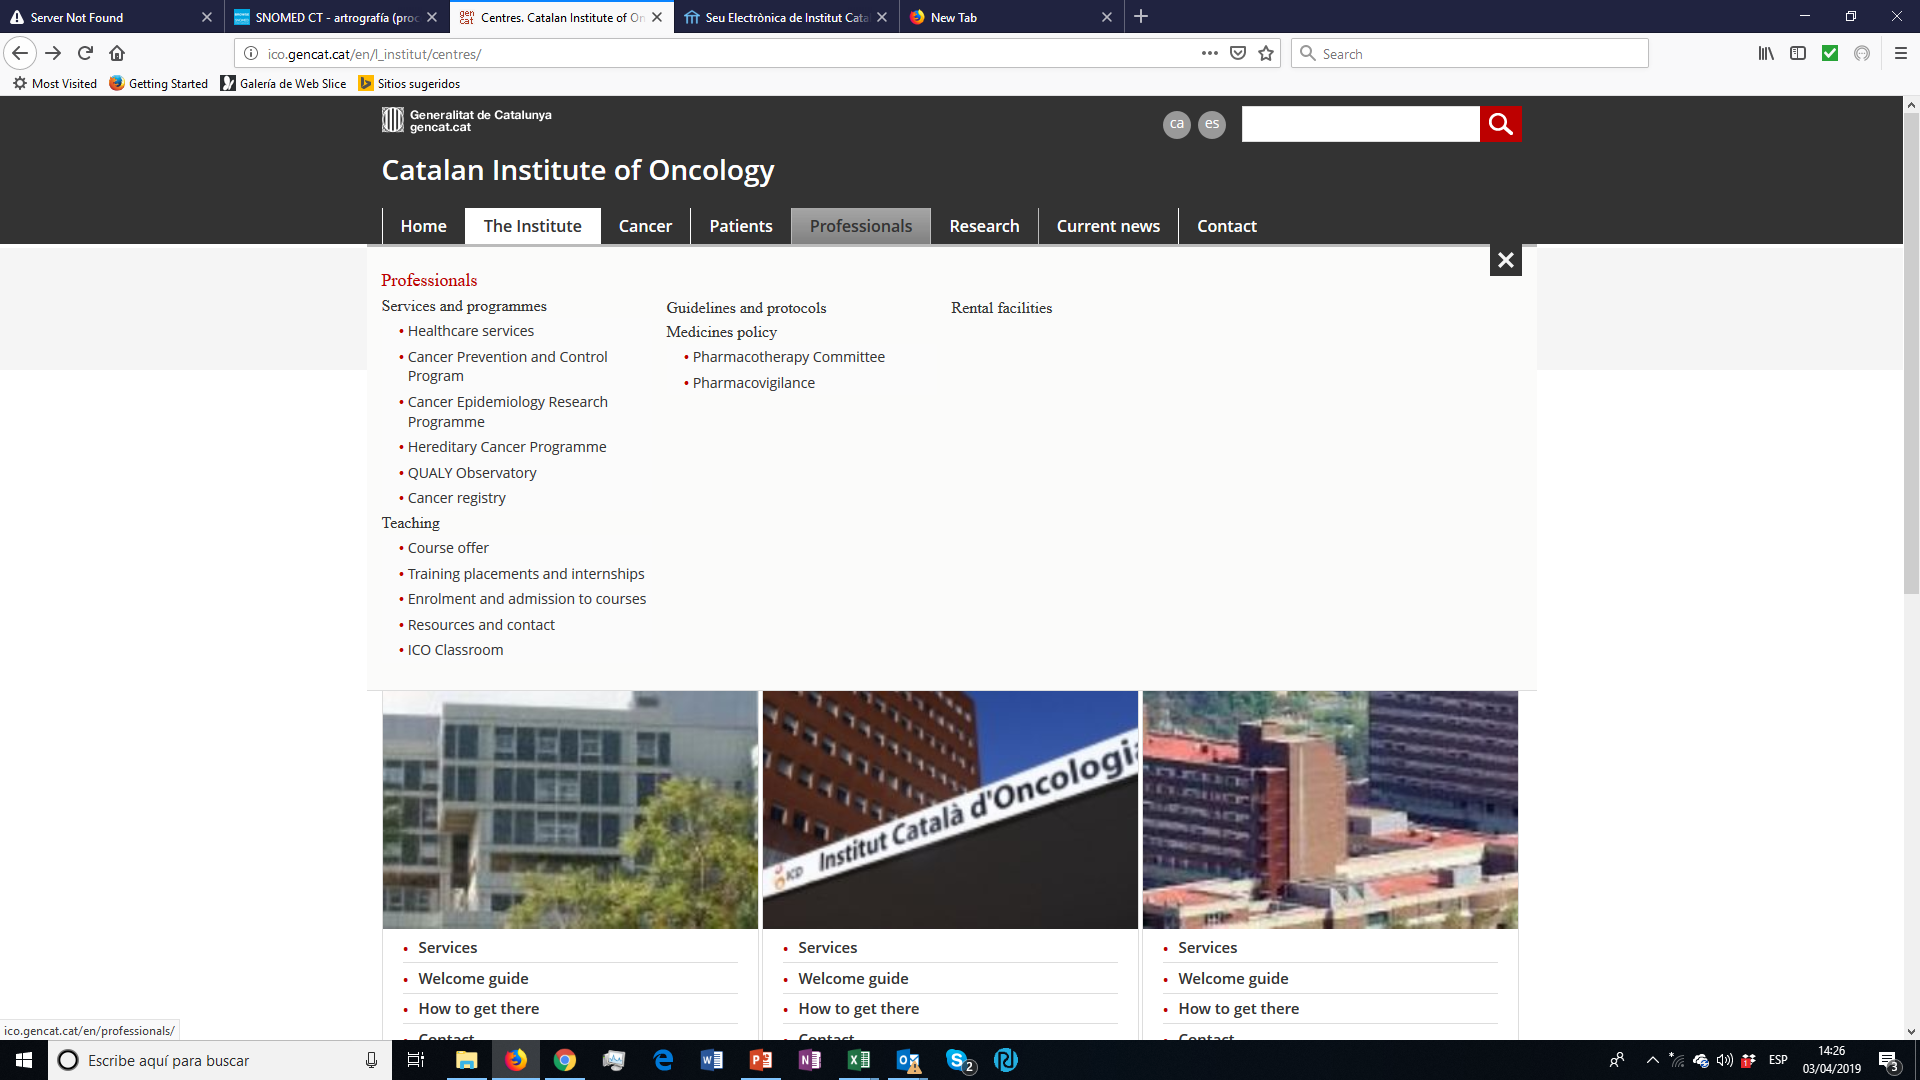 Server Not Found
SNOMED CT - artrografía (proc
Centres. Catalan Institute of On
Seu Electrònica de Institut Cata
New Tab
ico.gencat.cat/en/l_institut/centres/
Search
Most Visited
Getting Started
Galería de Web Slice
Sitios sugeridos
Generalitat de Catalunya
gencat.cat
ca
es
Catalan Institute of Oncology
Home
The Institute
Cancer
Patients
Professionals
Research
Current news
Contact
Professionals
Services and programmes
• Healthcare services
• Cancer Prevention and Control
Program
• Cancer Epidemiology Research
Programme
• Hereditary Cancer Programme
• QUALY Observatory
• Cancer registry
Teaching
• Course offer
• Training placements and internships
• Enrolment and admission to courses
• Resources and contact
• ICO Classroom
Guidelines and protocols
Medicines policy
• Pharmacotherapy Committee
• Pharmacovigilance
Rental facilities
ICO Institut Català d'Oncologia
• Services
• Welcome guide
• How to get there
Contact
• Services
• Welcome guide
• How to get there
Contact
• Services
• Welcome guide
• How to get there
Contact
ico.gencat.cat/en/professionals/
Escribe aquí para buscar
2
ESP
14:26
03/04/2019
3